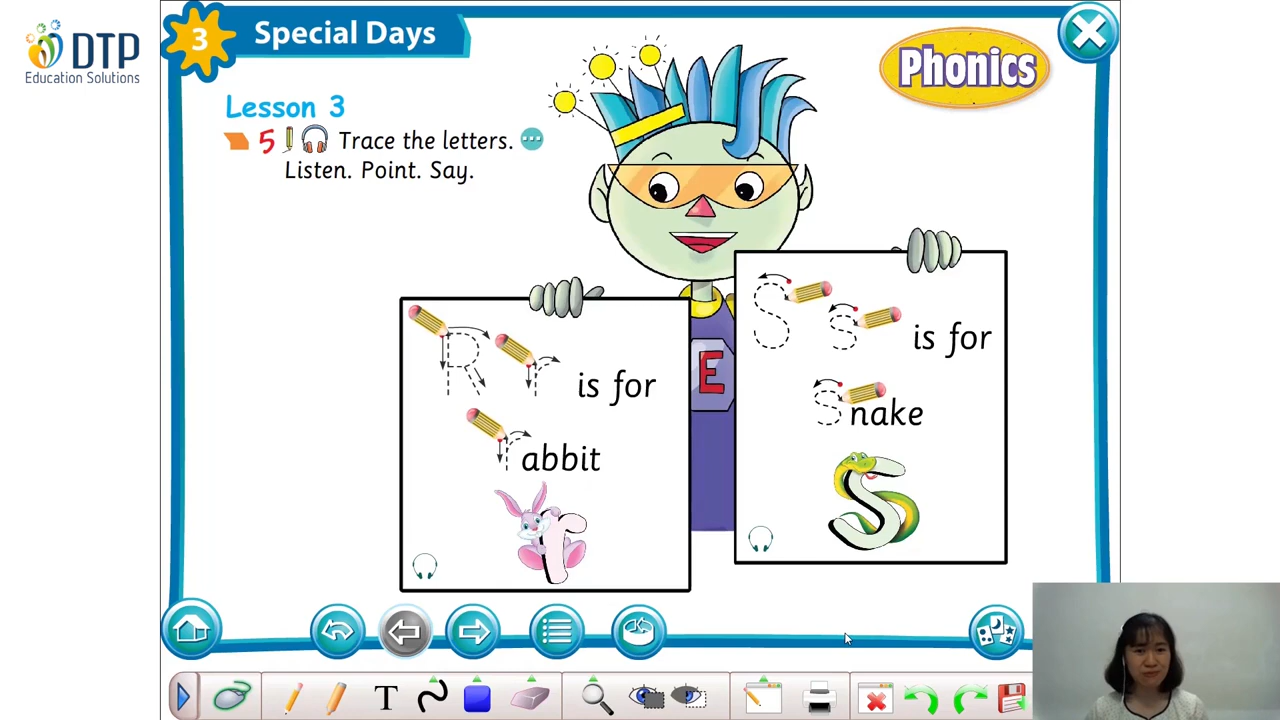 DTP
Education Solutions
3 Special Days
Phonics
Lesson 3
5 Trace the letters.
Listen. Point. Say.
R r is for
rabbit
r
S s is for
snake
S
E
T